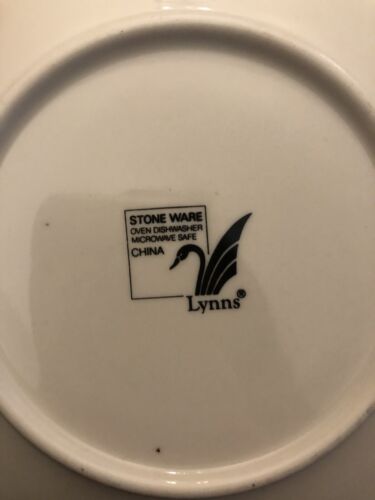 STONE WARE
OVEN DISHWASHER
MICROWAVE SAFE
CHINA
Lynns®